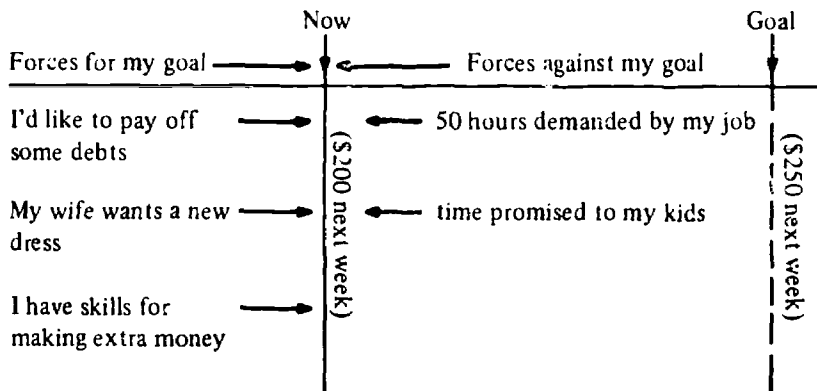 Now
Goal
Forces for my goal
Forces against my goal
I'd like to pay off
some debts
50 hours demanded by my job
My wife wants a new
dress
time promised to my kids
I have skills for
making extra money
($200 next week)
($250 next week)